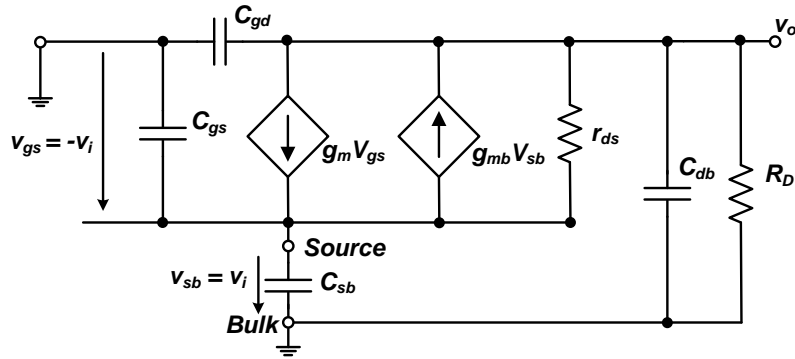 C_gd
v_o
v_gs = -v_i
C_gs
g_mV_gs
g_mbV_sb
r_ds
C_db
R_D
Source
v_sb = v_i
C_sb
Bulk